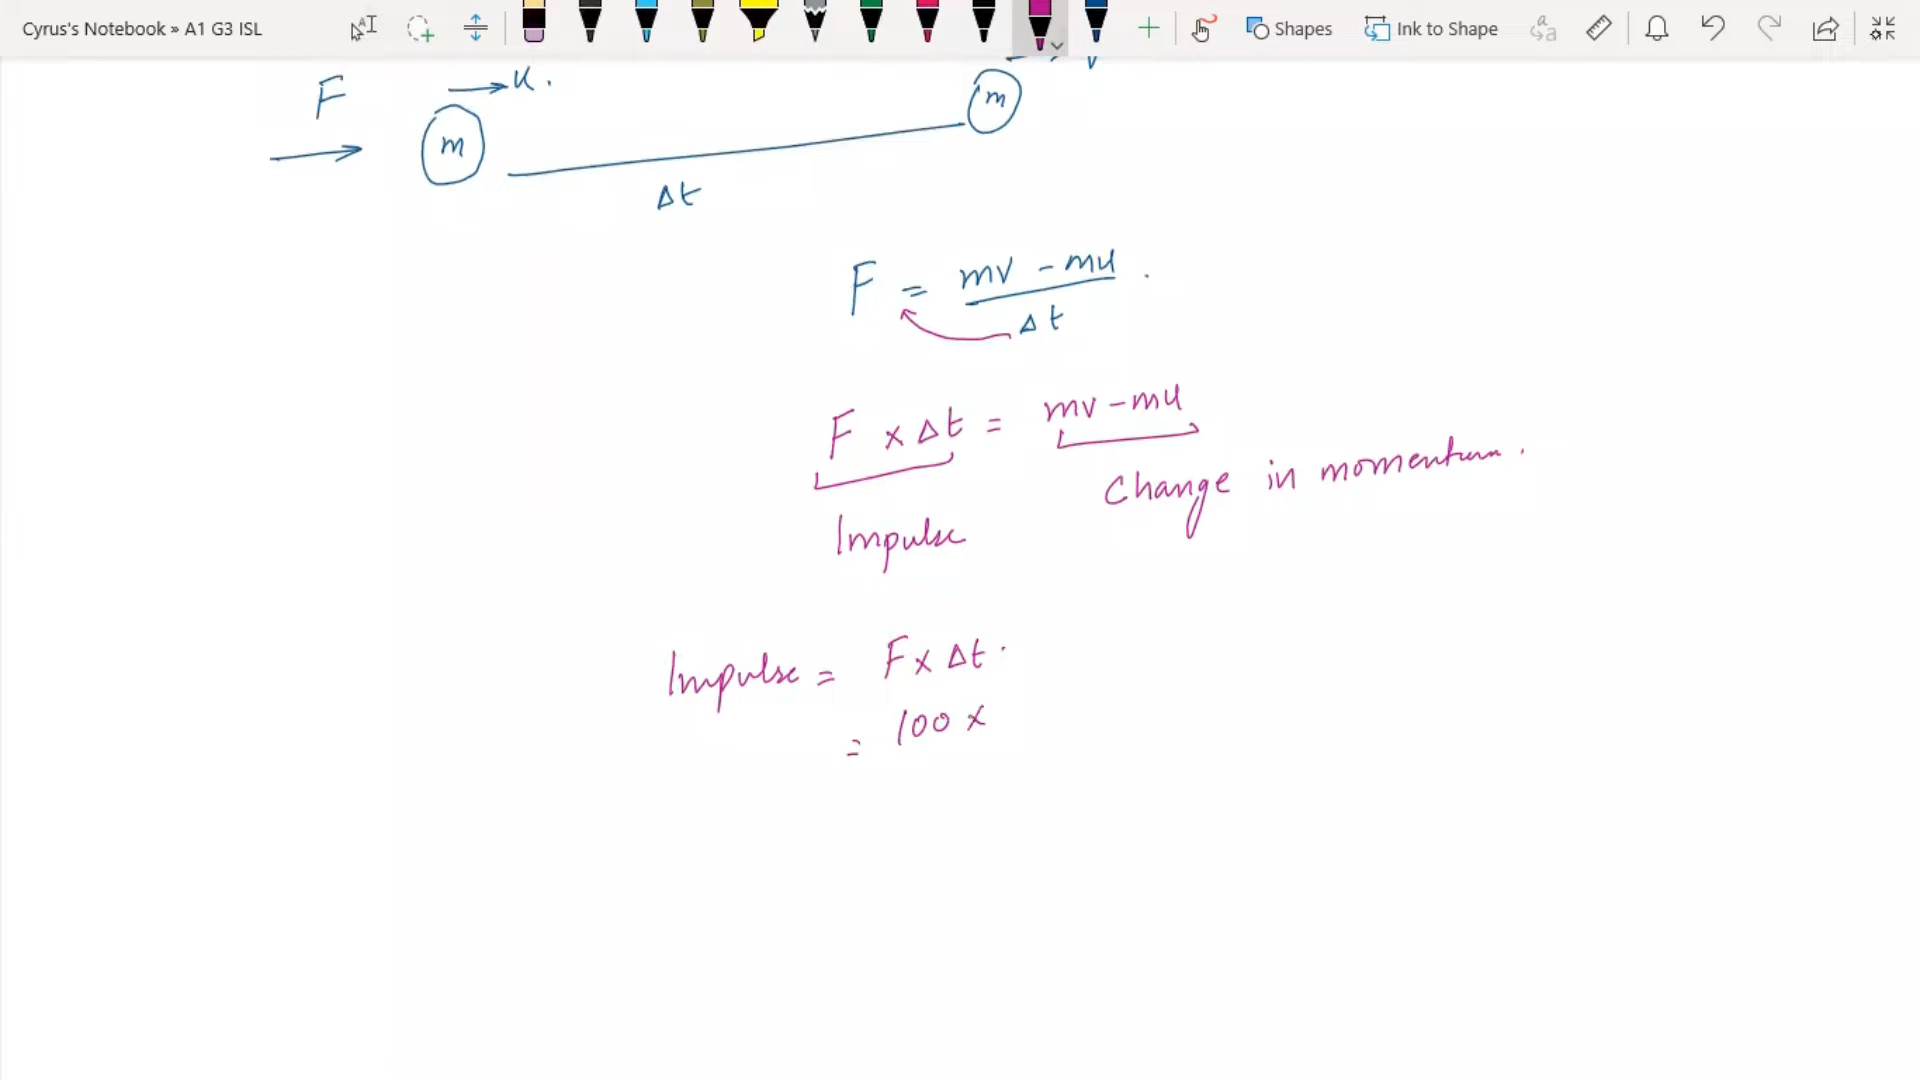 Cyrus's Notebook » A1 G3 ISL
Shapes
Ink to Shape
F
u.
v
m
m
Δt
F = mv - mu .
Δt
F × Δt = mv - mu
Change in momentum.
Impulse
Impulse = F × Δt.
= 100 ×